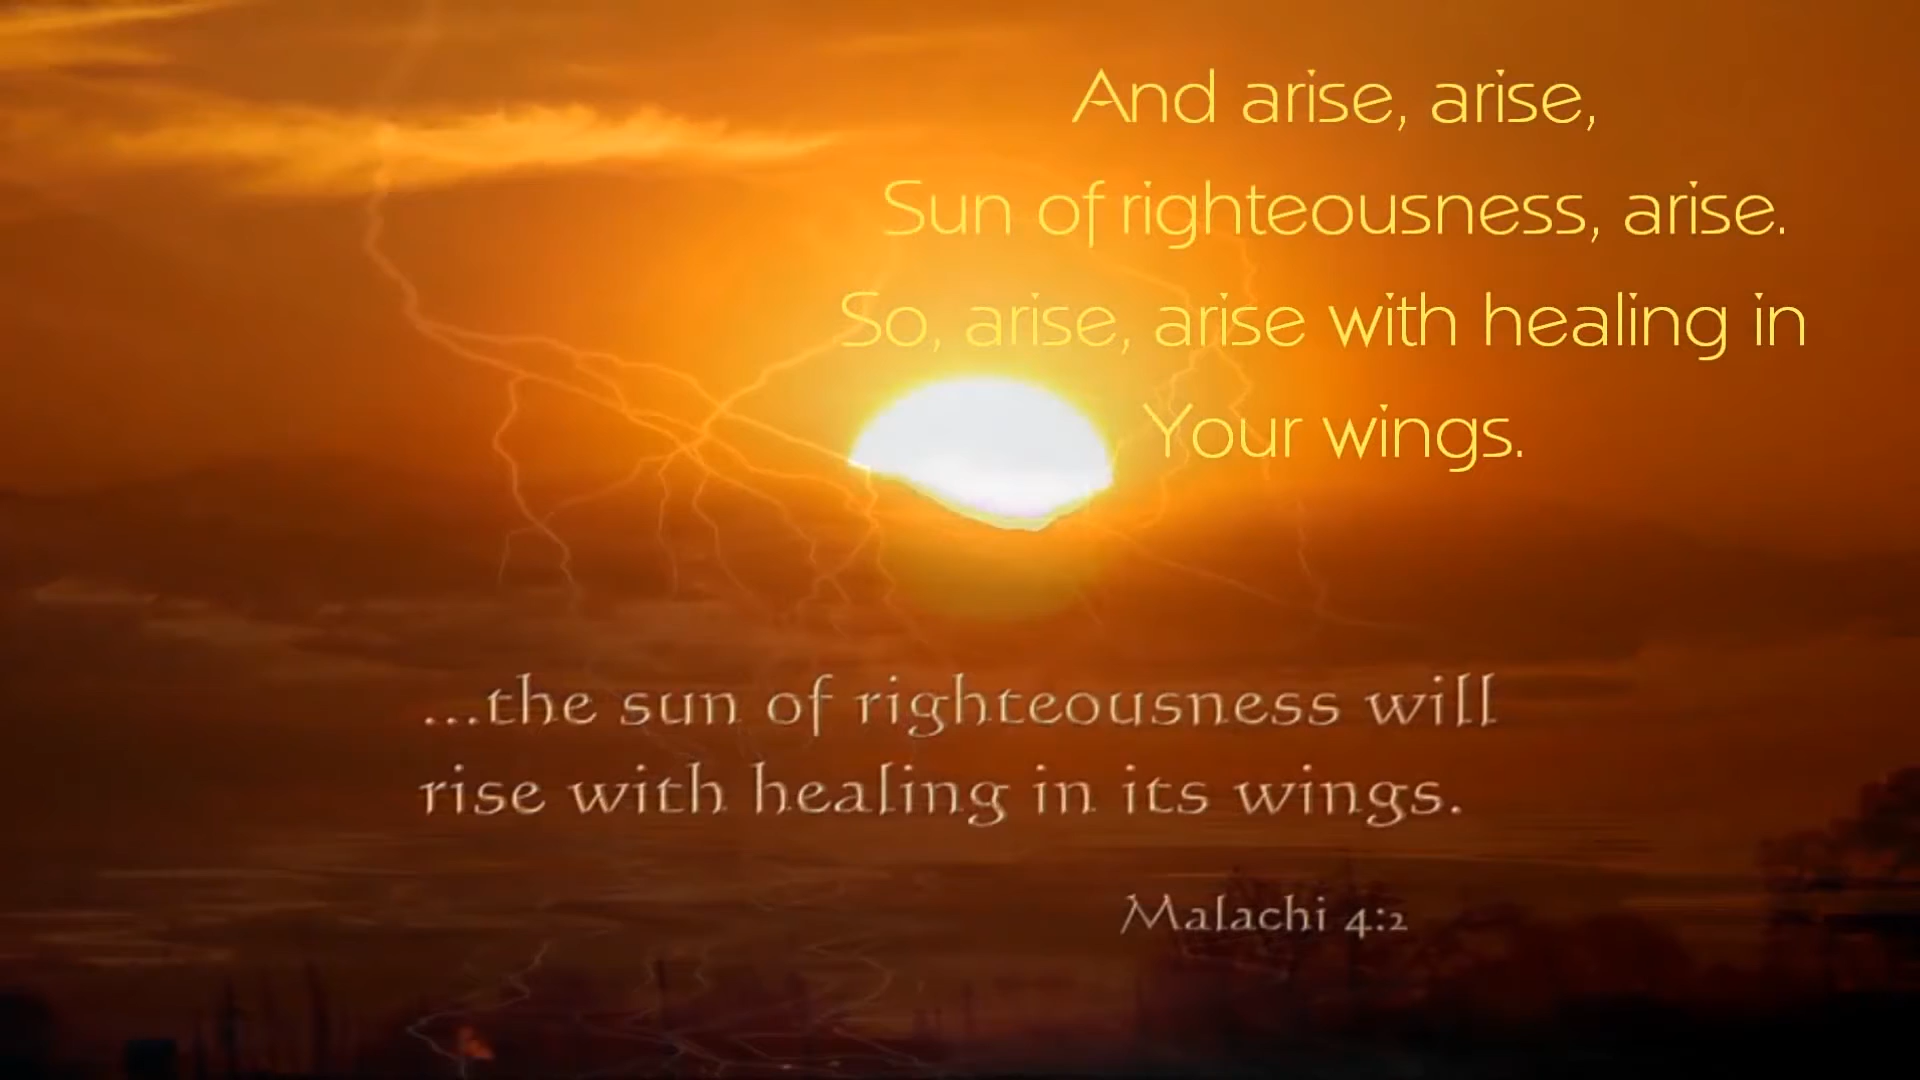 And arise, arise,
Sun of righteousness, arise.
So, arise, arise with healing in
Your wings.
...the sun of righteousness will
rise with healing in its wings.
Malachi 4:2